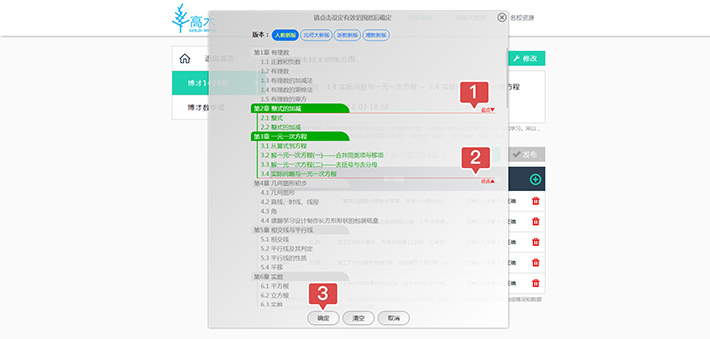 请点击设定有效范围然后确定
名校资源
高木
版本：
人教新版
北师大新版
浙教新版
湘教新版
第1章 有理数
1.1 正数和负数
1.2 有理数
1.3 有理数的加减法
1.4 有理数的乘除法
1.5 有理数的乘方
第2章 整式的加减
起点▼
1
2.1 整式
2.2 整式的加减
第3章 一元一次方程
3.1 从算式到方程
3.2 解一元一次方程(一)——合并同类项与移项
3.3 解一元一次方程(二)——去括号与去分母
3.4 实际问题与一元一次方程
终点▲
2
第4章 几何图形初步
4.1 几何图形
4.2 直线、射线、线段
4.3 角
4.4 课题学习设计制作长方形形状的包装纸盒
第5章 相交线与平行线
5.1 相交线
5.2 平行线及其判定
5.3 平行线的性质
5.4 平移
第6章 实数
6.1 平方根
6.2 立方根
6.3 实数
3
确定
清空
取消
修改
发布